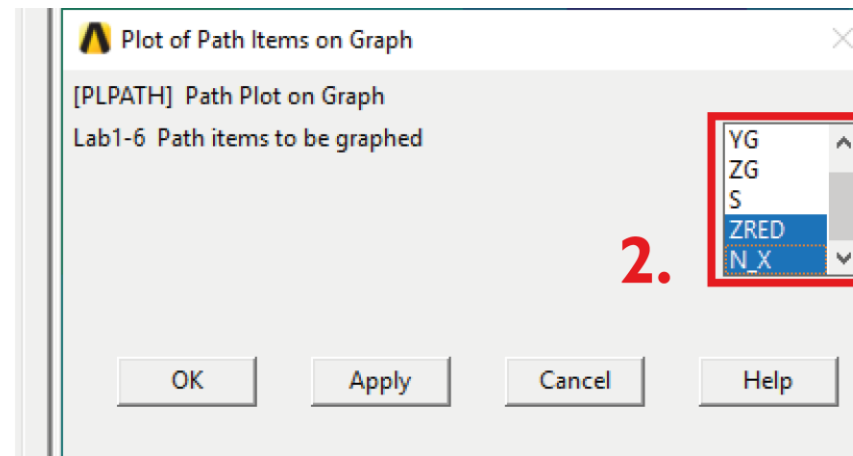 Plot of Path Items on Graph
[PLPATH] Path Plot on Graph
Lab1-6 Path items to be graphed
YG
ZG
S
ZRED
N_X
2.
OK Apply Cancel Help